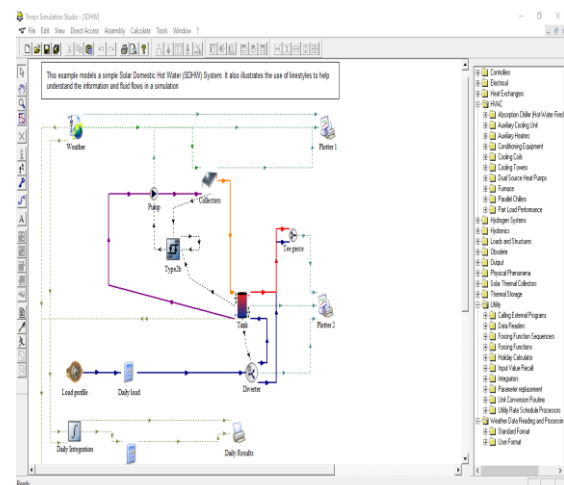 Trnsys Simulation Studio - [SDHW]
File Edit View Direct Access Assembly Calculate Tools Window ?
This example models a simple Solar Domestic Hot Water (SDHW) System. It also illustrates the use of linestyles to help
understand the information and fluid flows in a simulation
Weather
Plotter 1
Pump
Collectors
Type2b
Tee-piece
Tank
Plotter 2
Load profile
Daily load
Diverter
Daily Integration
Daily Results
Ready
Controllers
Electrical
Heat Exchangers
HVAC
Absorption Chiller (Hot-Water Fired
Auxiliary Cooling Unit
Auxiliary Heaters
Conditioning Equipment
Cooling Coils
Cooling Towers
Dual Source Heat Pumps
Furnace
Parallel Chillers
Part Load Performance
Hydrogen Systems
Hydronics
Loads and Structures
Obsolete
Output
Physical Phenomena
Solar Thermal Collectors
Thermal Storage
Utility
Calling External Programs
Data Readers
Forcing Function Sequencers
Forcing Functions
Holiday Calculator
Input Value Recall
Integrators
Parameter replacement
Unit Conversion Routine
Utility Rate Schedule Processors
Weather Data Reading and Processin
Standard Format
User Format